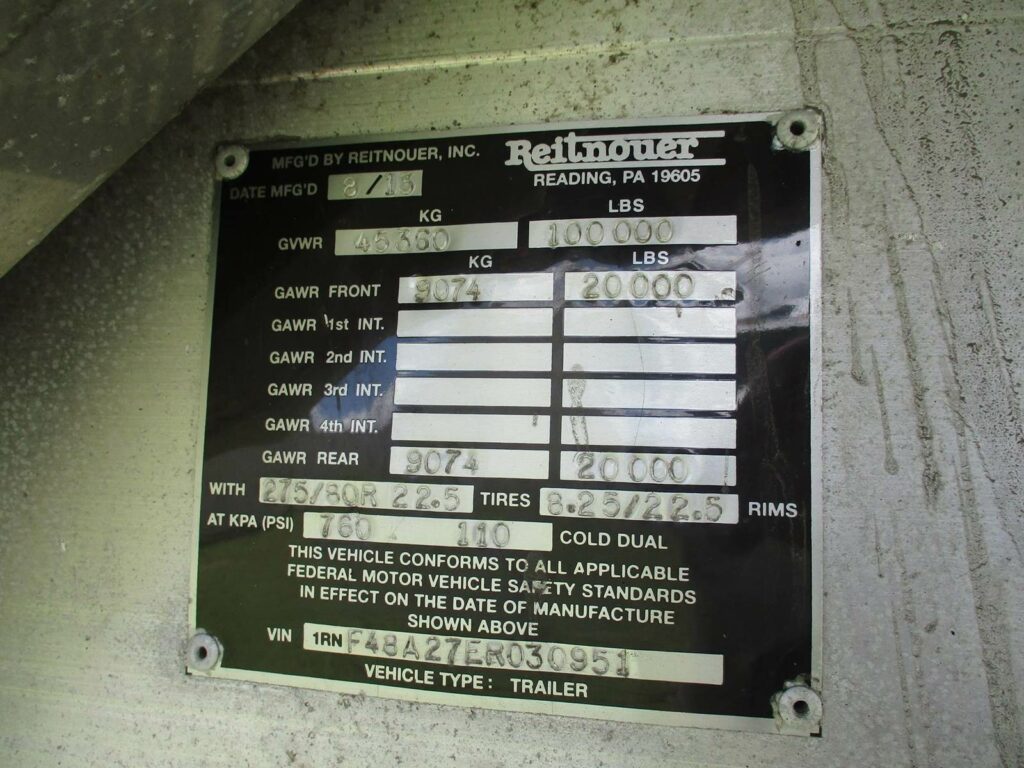 MFG'D BY REITNOUER, INC. Reitnouer
DATE MFG'D 8/13 READING, PA 19605
KG LBS
GVWR 45360 100000
KG LBS
GAWR FRONT 9074 20000
GAWR 1st INT.
GAWR 2nd INT.
GAWR 3rd INT.
GAWR 4th INT.
GAWR REAR 9074 20000
WITH 275/80R 22.5 TIRES 8.25/22.5 RIMS
AT KPA (PSI) 760 110 COLD DUAL
THIS VEHICLE CONFORMS TO ALL APPLICABLE
FEDERAL MOTOR VEHICLE SAFETY STANDARDS
IN EFFECT ON THE DATE OF MANUFACTURE
SHOWN ABOVE
VIN 1RN F48A27ER030951
VEHICLE TYPE: TRAILER